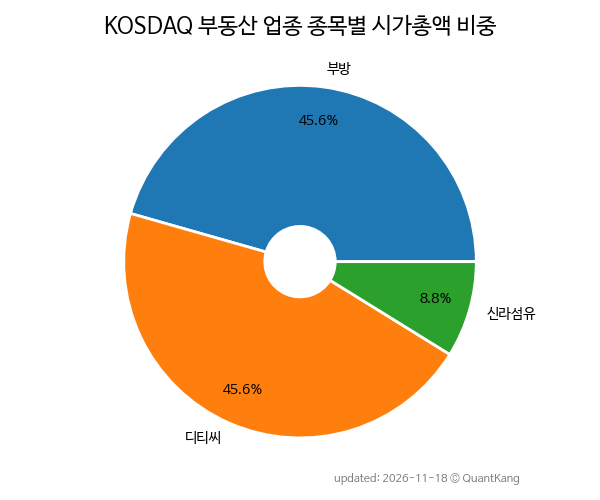 KOSDAQ 부동산 업종 종목별 시가총액 비중
부방
45.6%
8.8%
신라섬유
45.6%
디티씨
updated: 2026-11-18 © QuantKang